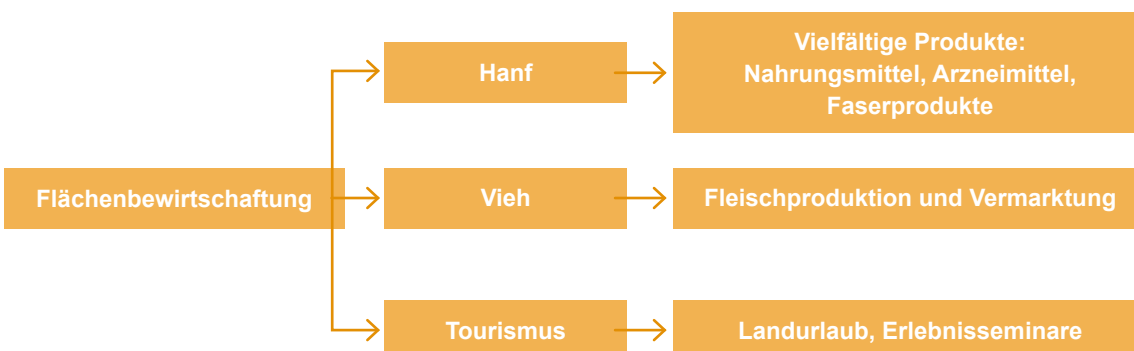 Vielfältige Produkte:
Hanf
Nahrungsmittel, Arzneimittel,
Faserprodukte
Flächenbewirtschaftung
Vieh
Fleischproduktion und Vermarktung
Tourismus
Landurlaub, Erlebnisseminare